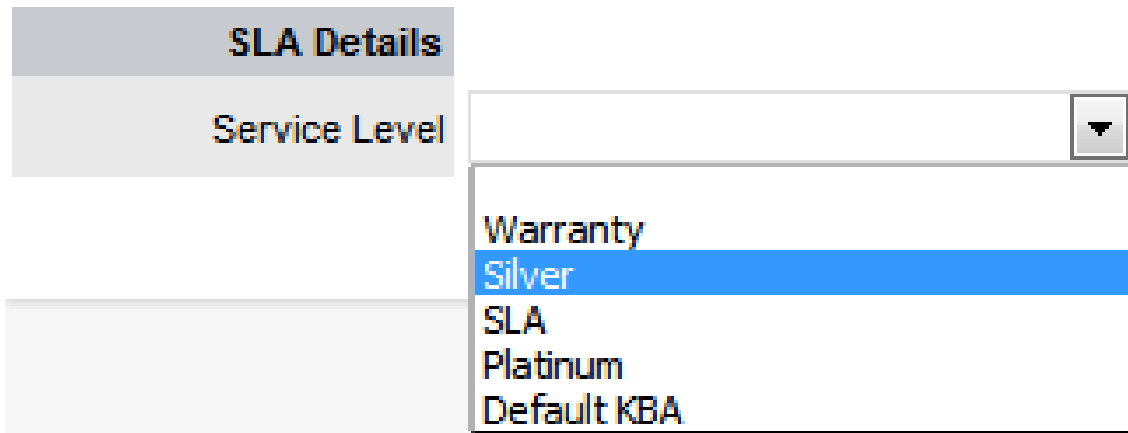 SLA Details
Service Level
Warranty
Silver
SLA
Platinum
Default KBA